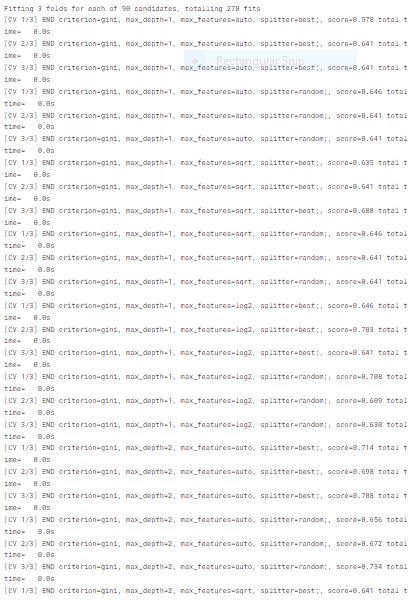 Fitting 3 folds for each of 90 candidates, totalling 270 fits
[CV 1/3] END criterion=gini, max_depth=1, max_features=auto, splitter=best;, score=0.578 total t
ime=   0.0s
[CV 2/3] END criterion=gini, max_depth=1, max_features=auto, splitter=best;, score=0.641 total t
ime=   0.0s
Rectangular Snip
[CV 3/3] END criterion=gini, max_depth=1, max_features=auto, splitter=best;, score=0.641 total t
ime=   0.0s
[CV 1/3] END criterion=gini, max_depth=1, max_features=auto, splitter=random;, score=0.646 total
time=   0.0s
[CV 2/3] END criterion=gini, max_depth=1, max_features=auto, splitter=random;, score=0.641 total
time=   0.0s
[CV 3/3] END criterion=gini, max_depth=1, max_features=auto, splitter=random;, score=0.641 total
time=   0.0s
[CV 1/3] END criterion=gini, max_depth=1, max_features=sqrt, splitter=best;, score=0.635 total t
ime=   0.0s
[CV 2/3] END criterion=gini, max_depth=1, max_features=sqrt, splitter=best;, score=0.641 total t
ime=   0.0s
[CV 3/3] END criterion=gini, max_depth=1, max_features=sqrt, splitter=best;, score=0.688 total t
ime=   0.0s
[CV 1/3] END criterion=gini, max_depth=1, max_features=sqrt, splitter=random;, score=0.646 total
time=   0.0s
[CV 2/3] END criterion=gini, max_depth=1, max_features=sqrt, splitter=random;, score=0.641 total
time=   0.0s
[CV 3/3] END criterion=gini, max_depth=1, max_features=sqrt, splitter=random;, score=0.641 total
time=   0.0s
[CV 1/3] END criterion=gini, max_depth=1, max_features=log2, splitter=best;, score=0.646 total t
ime=   0.0s
[CV 2/3] END criterion=gini, max_depth=1, max_features=log2, splitter=best;, score=0.703 total t
ime=   0.0s
[CV 3/3] END criterion=gini, max_depth=1, max_features=log2, splitter=best;, score=0.641 total t
ime=   0.0s
[CV 1/3] END criterion=gini, max_depth=1, max_features=log2, splitter=random;, score=0.708 total
time=   0.0s
[CV 2/3] END criterion=gini, max_depth=1, max_features=log2, splitter=random;, score=0.609 total
time=   0.0s
[CV 3/3] END criterion=gini, max_depth=1, max_features=log2, splitter=random;, score=0.630 total
time=   0.0s
[CV 1/3] END criterion=gini, max_depth=2, max_features=auto, splitter=best;, score=0.714 total t
ime=   0.0s
[CV 2/3] END criterion=gini, max_depth=2, max_features=auto, splitter=best;, score=0.698 total t
ime=   0.0s
[CV 3/3] END criterion=gini, max_depth=2, max_features=auto, splitter=best;, score=0.708 total t
ime=   0.0s
[CV 1/3] END criterion=gini, max_depth=2, max_features=auto, splitter=random;, score=0.656 total
time=   0.0s
[CV 2/3] END criterion=gini, max_depth=2, max_features=auto, splitter=random;, score=0.672 total
time=   0.0s
[CV 3/3] END criterion=gini, max_depth=2, max_features=auto, splitter=random;, score=0.734 total
time=   0.0s
[CV 1/3] END criterion=gini, max_depth=2, max_features=sqrt, splitter=best;, score=0.641 total t